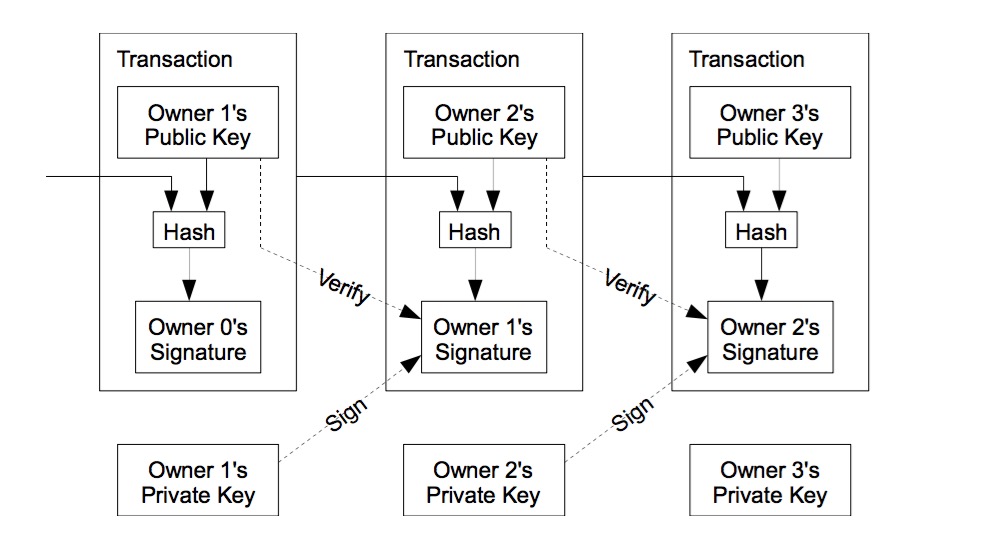 Transaction
Owner 1's
Public Key
Hash
Owner 0's
Signature
Transaction
Owner 2's
Public Key
Hash
Verify
Owner 1's
Signature
Sign
Transaction
Owner 3's
Public Key
Hash
Verify
Owner 2's
Signature
Sign
Owner 1's
Private Key
Owner 2's
Private Key
Owner 3's
Private Key